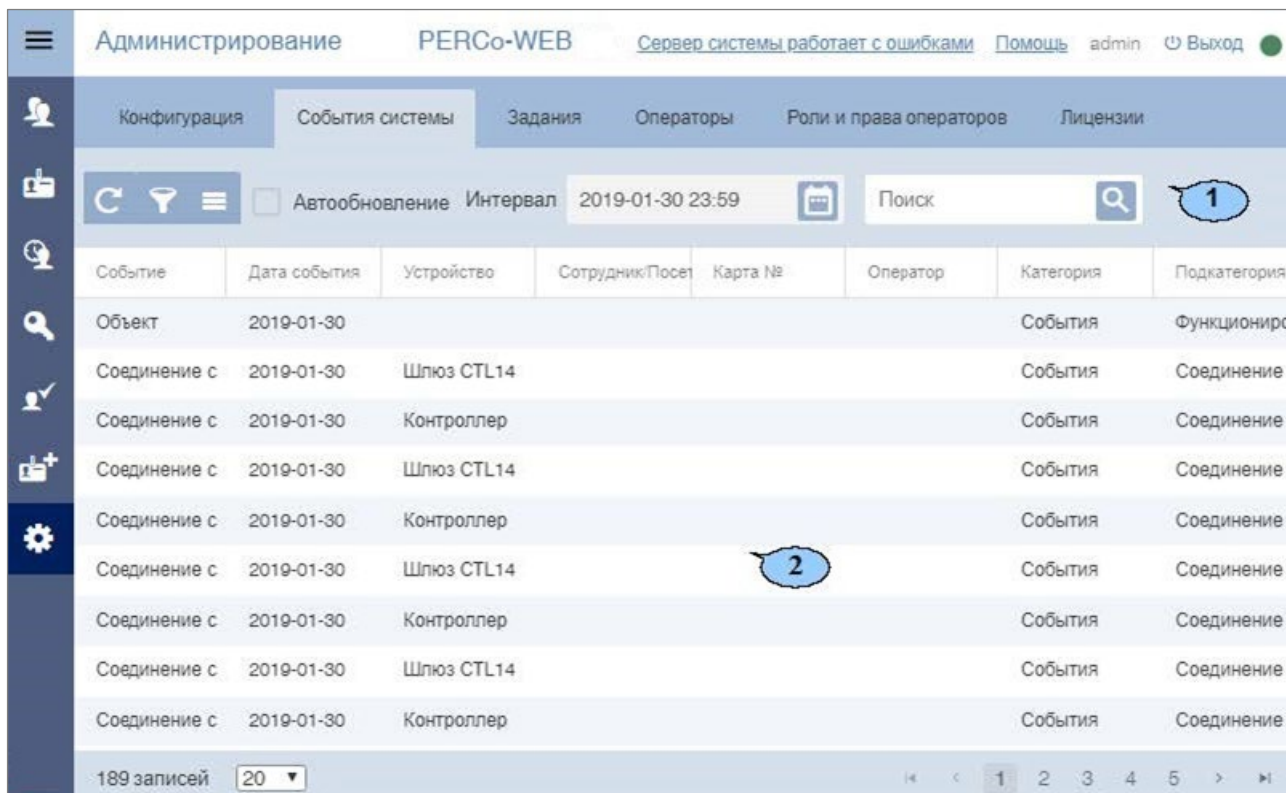 Администрирование PERCo-WEB Сервер системы работает с ошибками Помощь admin Выход
Конфигурация События системы Задания Операторы Роли и права операторов Лицензии
Автообновление Интервал 2019-01-30 23:59 Поиск 1
Событие Дата события Устройство Сотрудник/Посет Карта № Оператор Категория Подкатегория
Объект 2019-01-30 События Функциониро
Соединение с 2019-01-30 Шлюз CTL14 События Соединение
Соединение с 2019-01-30 Контроллер События Соединение
Соединение с 2019-01-30 Шлюз CTL14 События Соединение
Соединение с 2019-01-30 Контроллер События Соединение
Соединение с 2019-01-30 Шлюз CTL14 2 События Соединение
Соединение с 2019-01-30 Контроллер События Соединение
Соединение с 2019-01-30 Шлюз CTL14 События Соединение
Соединение с 2019-01-30 Контроллер События Соединение
189 записей 20 1 2 3 4 5